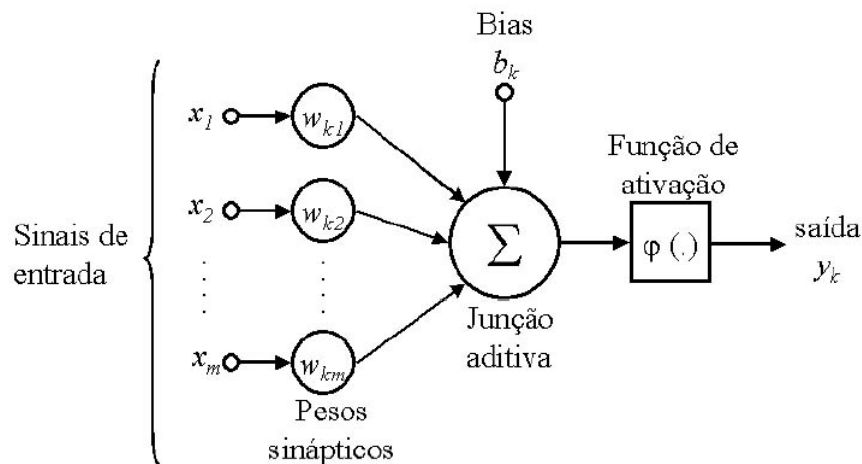 Bias
b_k
x_1
w_k1
Função de
ativação
x_2
w_k2
Sinais de
entrada
Σ
φ (.)
saída
y_k
Junção
aditiva
x_m
w_km
Pesos
sinápticos